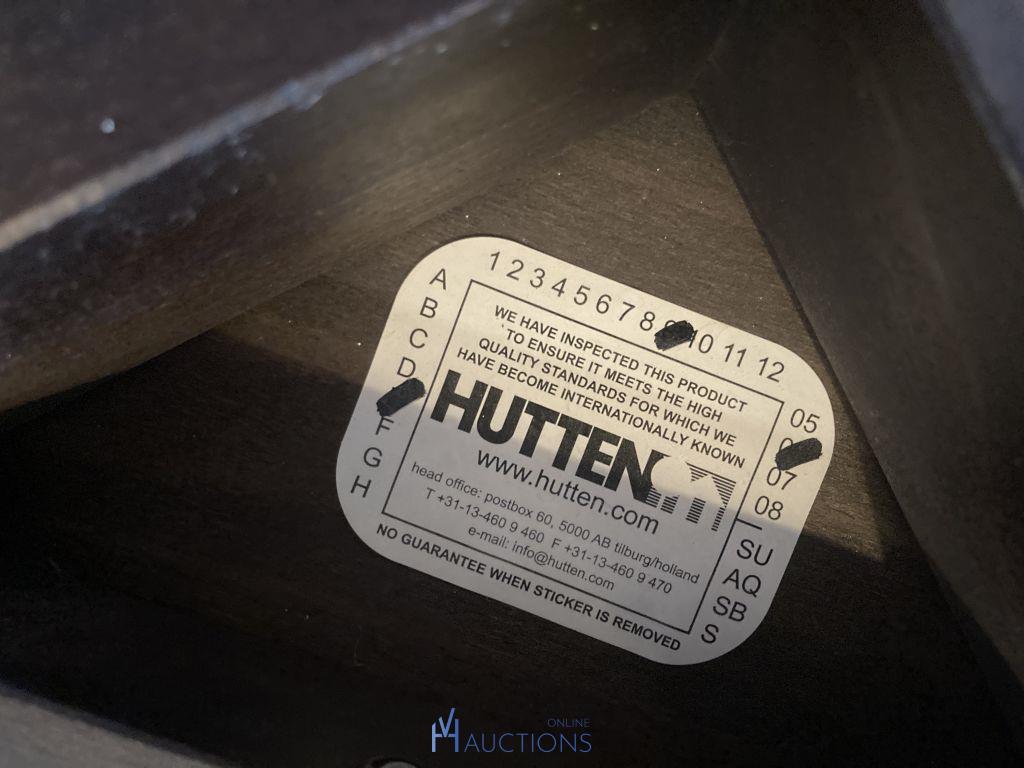 1 2 3 4 5 6 7 8 10 11 12
A
B
C
D
F
G
H
WE HAVE INSPECTED THIS PRODUCT
TO ENSURE IT MEETS THE HIGH
QUALITY STANDARDS FOR WHICH WE
HAVE BECOME INTERNATIONALLY KNOWN
HUTTEN
www.hutten.com
head office: postbox 60, 5000 AB tilburg/holland
T +31-13-460 9 460 F +31-13-460 9 470
e-mail: info@hutten.com
NO GUARANTEE WHEN STICKER IS REMOVED
05
07
08
SU
AQ
SB
S
VH ONLINE
AUCTIONS